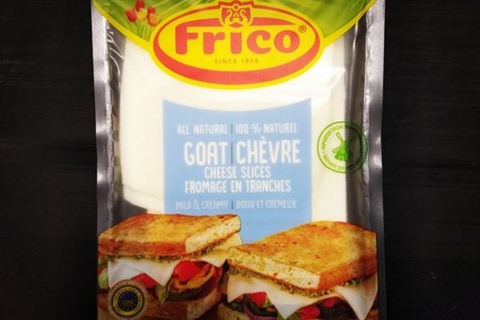 Frico®
SINCE 1898
ALL NATURAL | 100 % NATUREL
GOAT | CHÈVRE
CHEESE SLICES
FROMAGE EN TRANCHES
MILD & CREAMY | DOUX ET CRÉMEUX